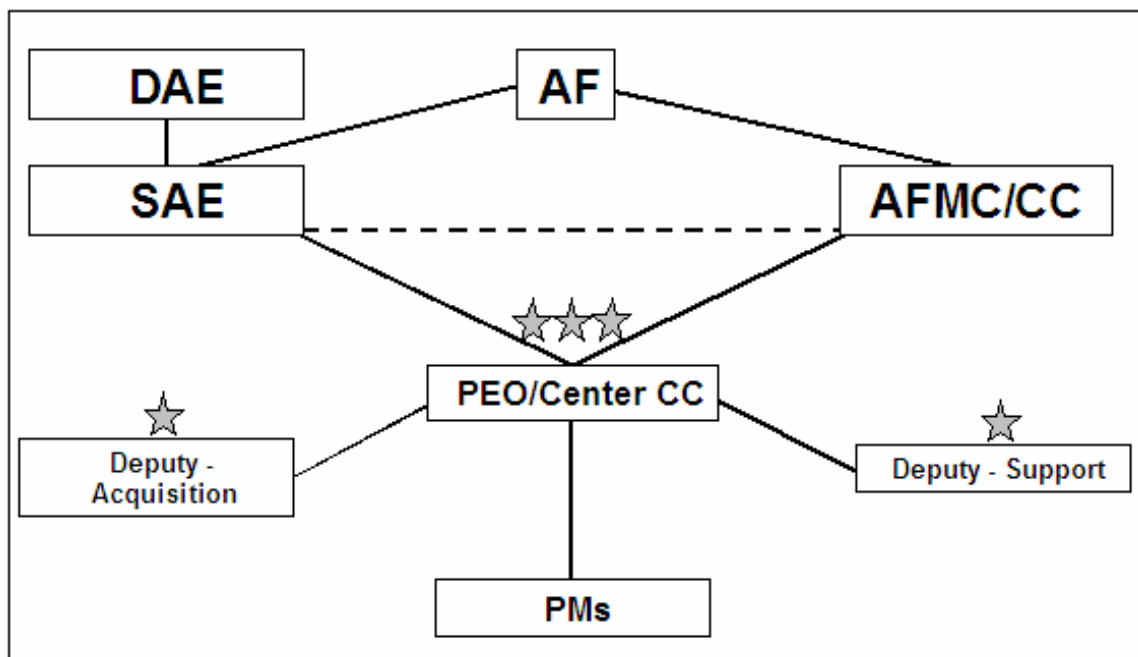 DAE
AF
SAE
AFMC/CC
PEO/Center CC
Deputy -
Acquisition
Deputy - Support
PMs